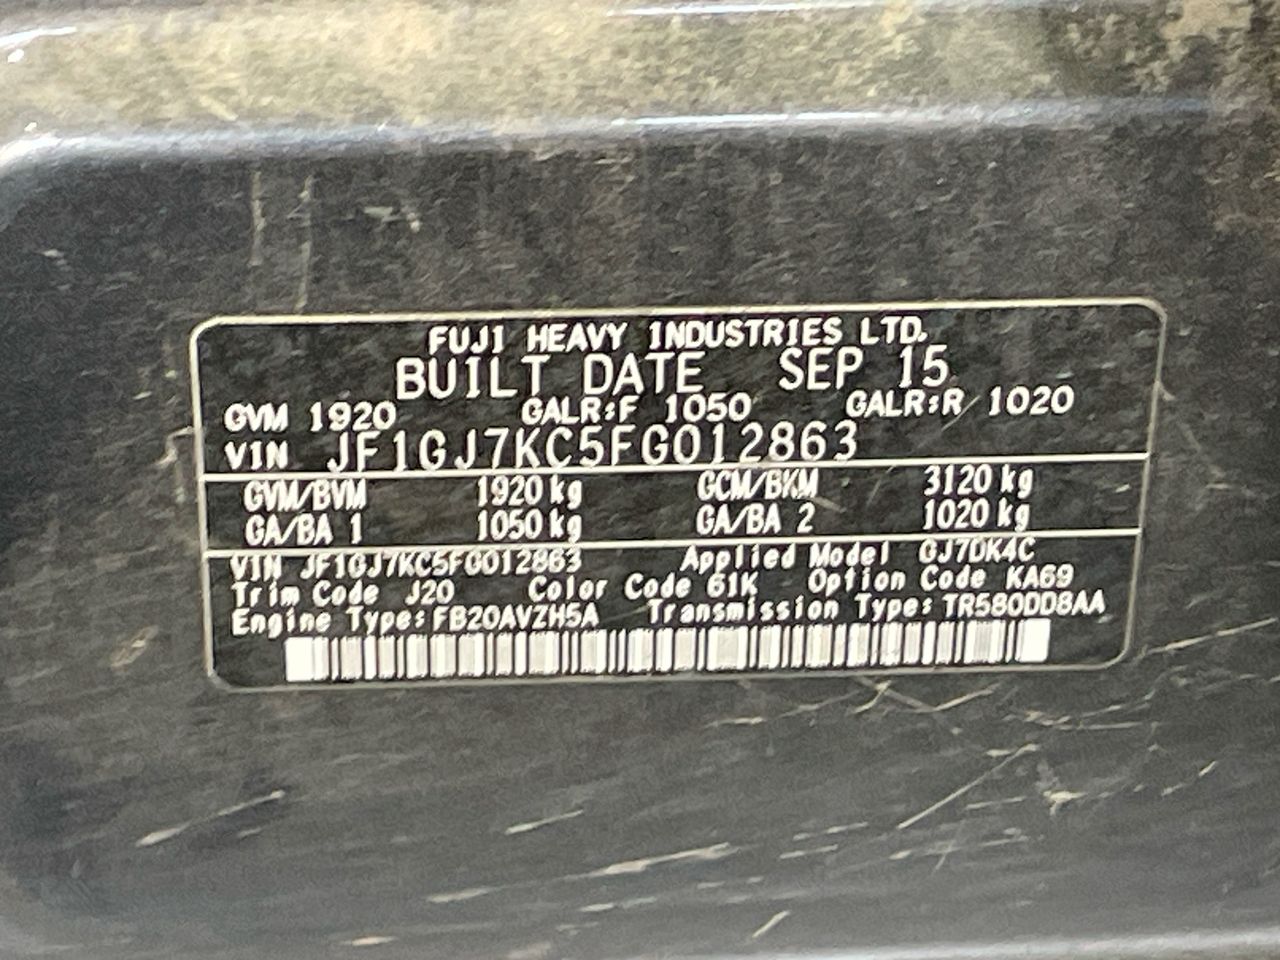 FUJI HEAVY INDUSTRIES LTD.
BUILT DATE SEP 15
GVM 1920 GALR:F 1050 GALR:R 1020
VIN JF1GJ7KC5FG012863
GVM/BVM 1920 kg GCM/BKM 3120 kg
GA/BA 1 1050 kg GA/BA 2 1020 kg
VIN JF1GJ7KC5FG012863 Applied Model GJ7DK4C
Trim Code J20 Color Code 61K Option Code KA69
Engine Type:FB20AVZH5A Transmission Type:TR580DD8AA